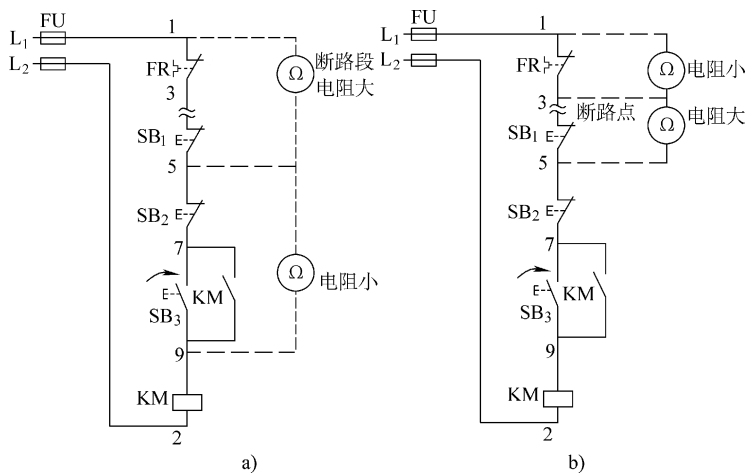 FU
1
L₁
L₂
FR
3
Ω
断路段
电阻大
SB₁
5
SB₂
7
Ω
电阻小
KM
SB₃
9
KM
2
a)
FU
1
L₁
L₂
FR
3
断路点
Ω
电阻小
Ω
电阻大
SB₁
5
SB₂
7
KM
SB₃
9
KM
2
b)